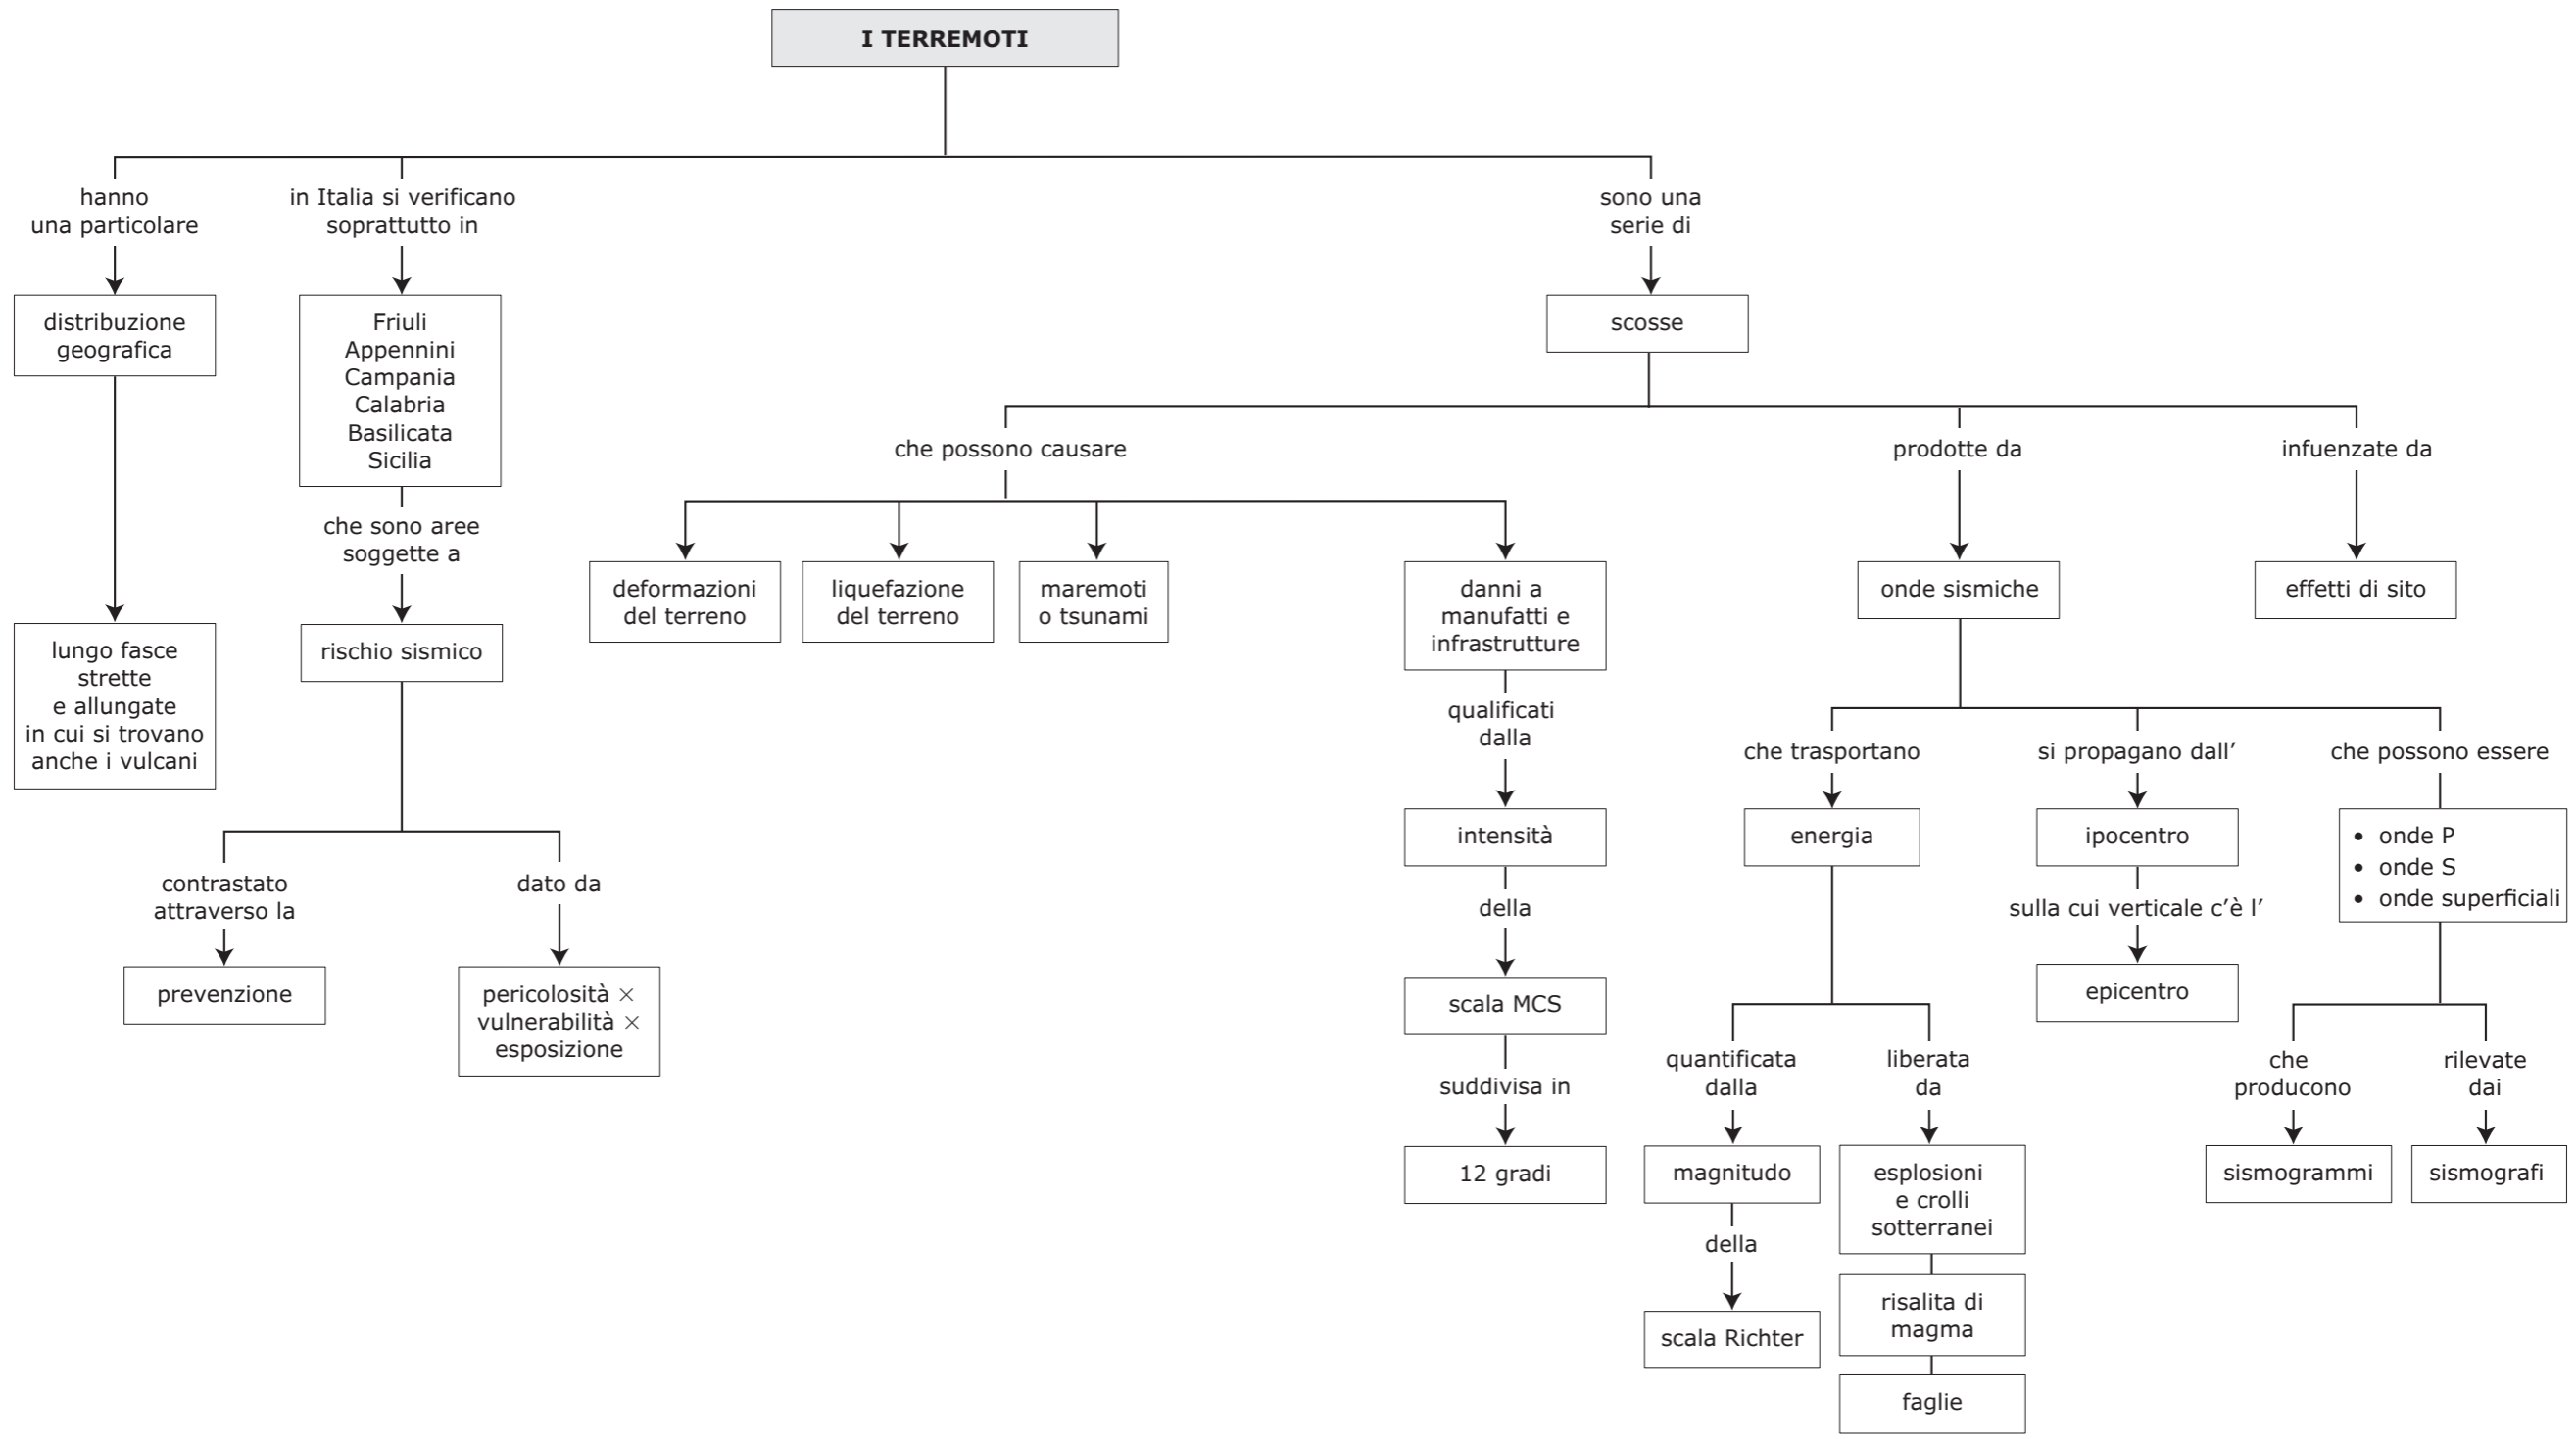 I TERREMOTI
hanno
una particolare
in Italia si verificano
soprattutto in
sono una
serie di
distribuzione
geografica
Friuli
Appennini
Campania
Calabria
Basilicata
Sicilia
scosse
che possono causare
prodotte da
infuenzate da
che sono aree
soggette a
deformazioni
del terreno
liquefazione
del terreno
maremoti
o tsunami
danni a
manufatti e
infrastrutture
onde sismiche
effetti di sito
lungo fasce
strette
e allungate
in cui si trovano
anche i vulcani
rischio sismico
qualificati
dalla
che trasportano
si propagano dall’
che possono essere
intensità
energia
ipocentro
• onde P
• onde S
• onde superficiali
contrastato
attraverso la
dato da
della
sulla cui verticale c’è l’
prevenzione
pericolosità ×
vulnerabilità ×
esposizione
scala MCS
epicentro
suddivisa in
quantificata
dalla
liberata
da
che
producono
rilevate
dai
12 gradi
magnitudo
esplosioni
e crolli
sotterranei
sismogrammi
sismografi
della
risalita di
magma
scala Richter
faglie